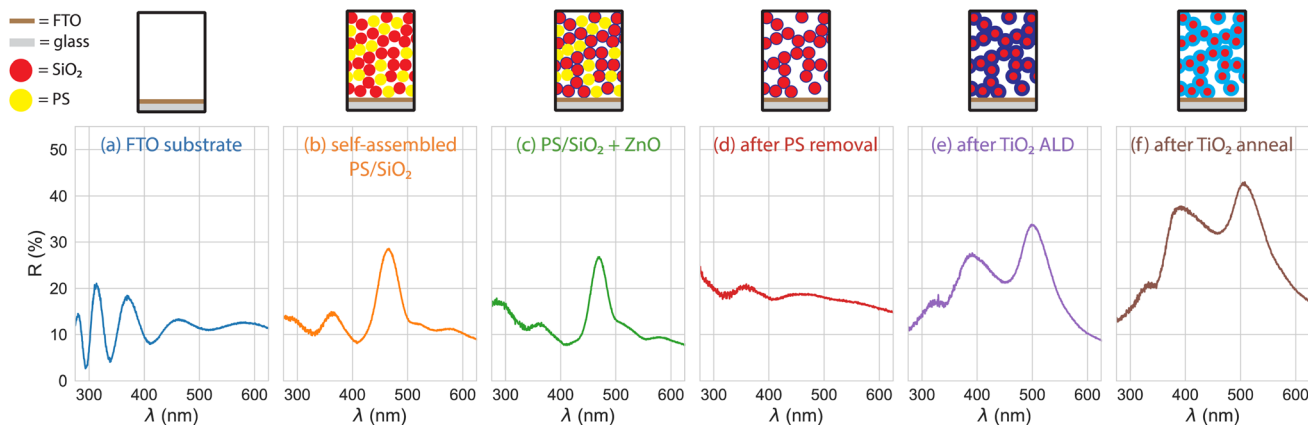 = FTO
= glass
= SiO₂
= PS
(a) FTO substrate
(b) self-assembled
PS/SiO₂
(c) PS/SiO₂ + ZnO
(d) after PS removal
(e) after TiO₂ ALD
(f) after TiO₂ anneal
R (%)
50
40
30
20
10
0
300 400 500 600
300 400 500 600
300 400 500 600
300 400 500 600
300 400 500 600
300 400 500 600
λ (nm)
λ (nm)
λ (nm)
λ (nm)
λ (nm)
λ (nm)